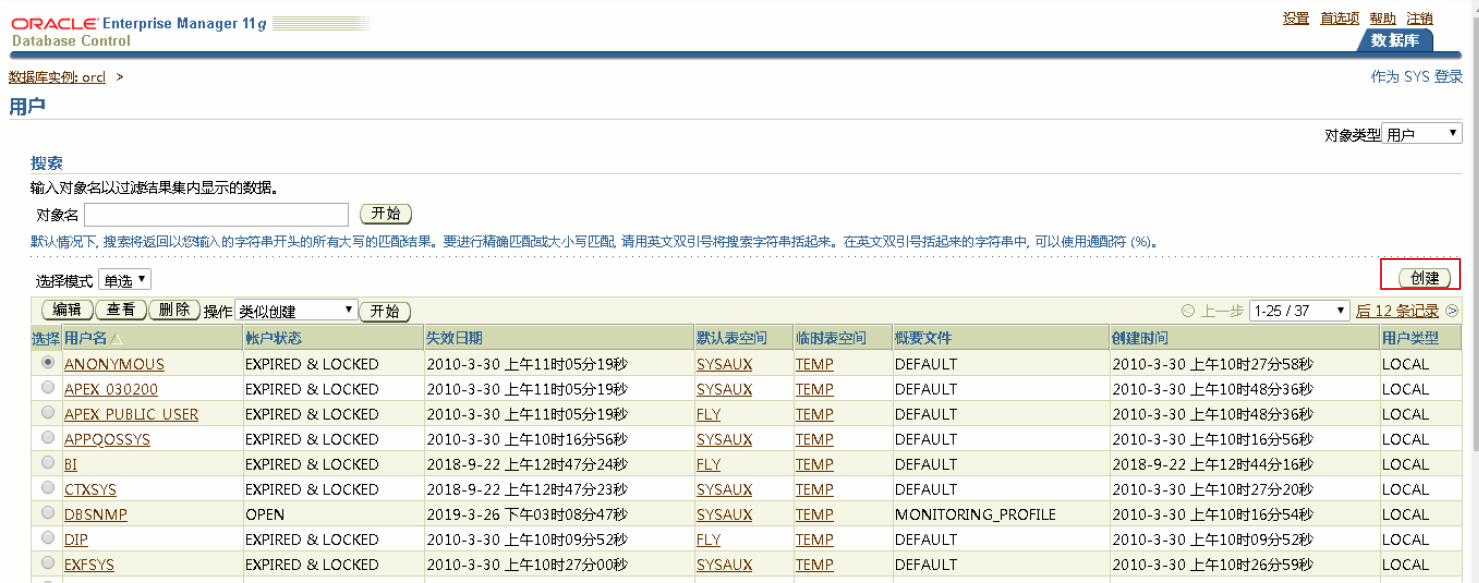 ORACLE Enterprise Manager 11g
Database Control
设置 首选项 帮助 注销
数据库
数据库实例: orcl >
作为 SYS 登录
用户
对象类型 用户
搜索
输入对象名以过滤结果集内显示的数据。
对象名 开始
默认情况下, 搜索将返回以您输入的字符串开头的所有大写的匹配结果。要进行精确匹配或大小写匹配, 请用英文双引号将搜索字符串括起来。在英文双引号括起来的字符串中, 可以使用通配符 (%)。
选择模式 单选 创建
编辑 查看 删除 操作 类似创建 开始 上一步 1-25 / 37 后 12 条记录
选择 用户名 帐户状态 失效日期 默认表空间 临时表空间 概要文件 创建时间 用户类型
ANONYMOUS EXPIRED & LOCKED 2010-3-30 上午11时05分19秒 SYSAUX TEMP DEFAULT 2010-3-30 上午10时27分58秒 LOCAL
APEX_030200 EXPIRED & LOCKED 2010-3-30 上午11时05分19秒 SYSAUX TEMP DEFAULT 2010-3-30 上午10时48分36秒 LOCAL
APEX_PUBLIC_USER EXPIRED & LOCKED 2010-3-30 上午11时05分19秒 FLY TEMP DEFAULT 2010-3-30 上午10时48分36秒 LOCAL
APPQOSSYS EXPIRED & LOCKED 2010-3-30 上午10时16分56秒 SYSAUX TEMP DEFAULT 2010-3-30 上午10时16分56秒 LOCAL
BI EXPIRED & LOCKED 2018-9-22 上午12时47分24秒 FLY TEMP DEFAULT 2018-9-22 上午12时44分16秒 LOCAL
CTXSYS EXPIRED & LOCKED 2018-9-22 上午12时47分23秒 SYSAUX TEMP DEFAULT 2010-3-30 上午10时27分20秒 LOCAL
DBSNMP OPEN 2019-3-26 下午03时08分47秒 SYSAUX TEMP MONITORING_PROFILE 2010-3-30 上午10时16分54秒 LOCAL
DIP EXPIRED & LOCKED 2010-3-30 上午10时09分52秒 FLY TEMP DEFAULT 2010-3-30 上午10时09分52秒 LOCAL
EXFSYS EXPIRED & LOCKED 2010-3-30 上午10时27分00秒 SYSAUX TEMP DEFAULT 2010-3-30 上午10时26分59秒 LOCAL